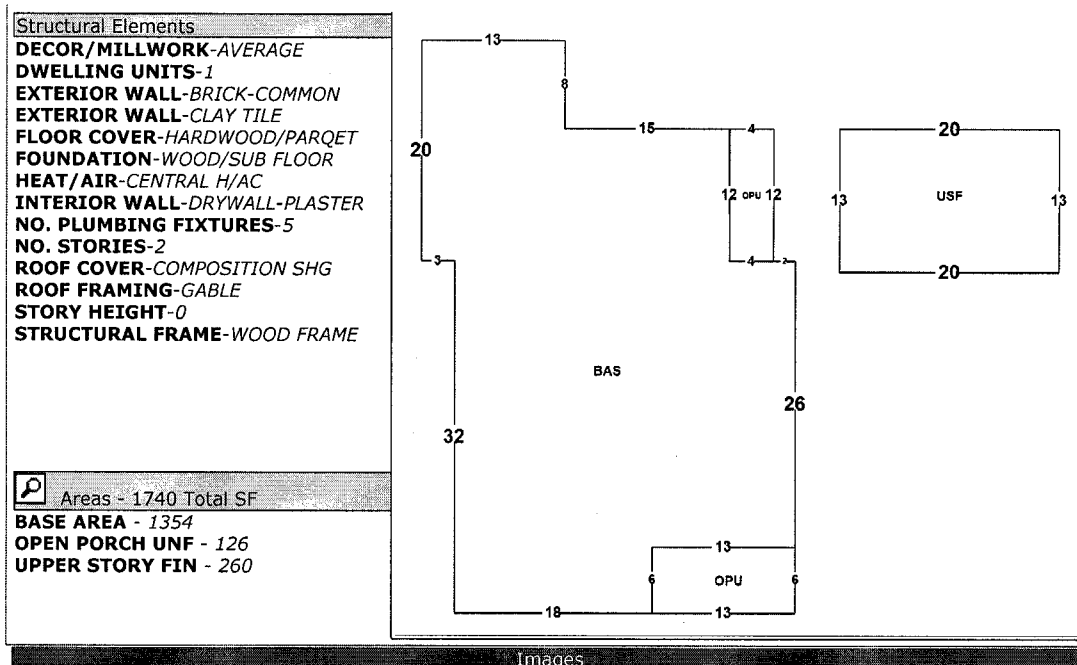 Structural Elements
DECOR/MILLWORK-AVERAGE
DWELLING UNITS-1
EXTERIOR WALL-BRICK-COMMON
EXTERIOR WALL-CLAY TILE
FLOOR COVER-HARDWOOD/PARQET
FOUNDATION-WOOD/SUB FLOOR
HEAT/AIR-CENTRAL H/AC
INTERIOR WALL-DRYWALL-PLASTER
NO. PLUMBING FIXTURES-5
NO. STORIES-2
ROOF COVER-COMPOSITION SHG
ROOF FRAMING-GABLE
STORY HEIGHT-0
STRUCTURAL FRAME-WOOD FRAME
Areas - 1740 Total SF
BASE AREA - 1354
OPEN PORCH UNF - 126
UPPER STORY FIN - 260
13
8
15
4
20
20
12 OPU 12
13 USF 13
3
4
2
20
BAS
26
32
13
6 OPU 6
18
13
Images